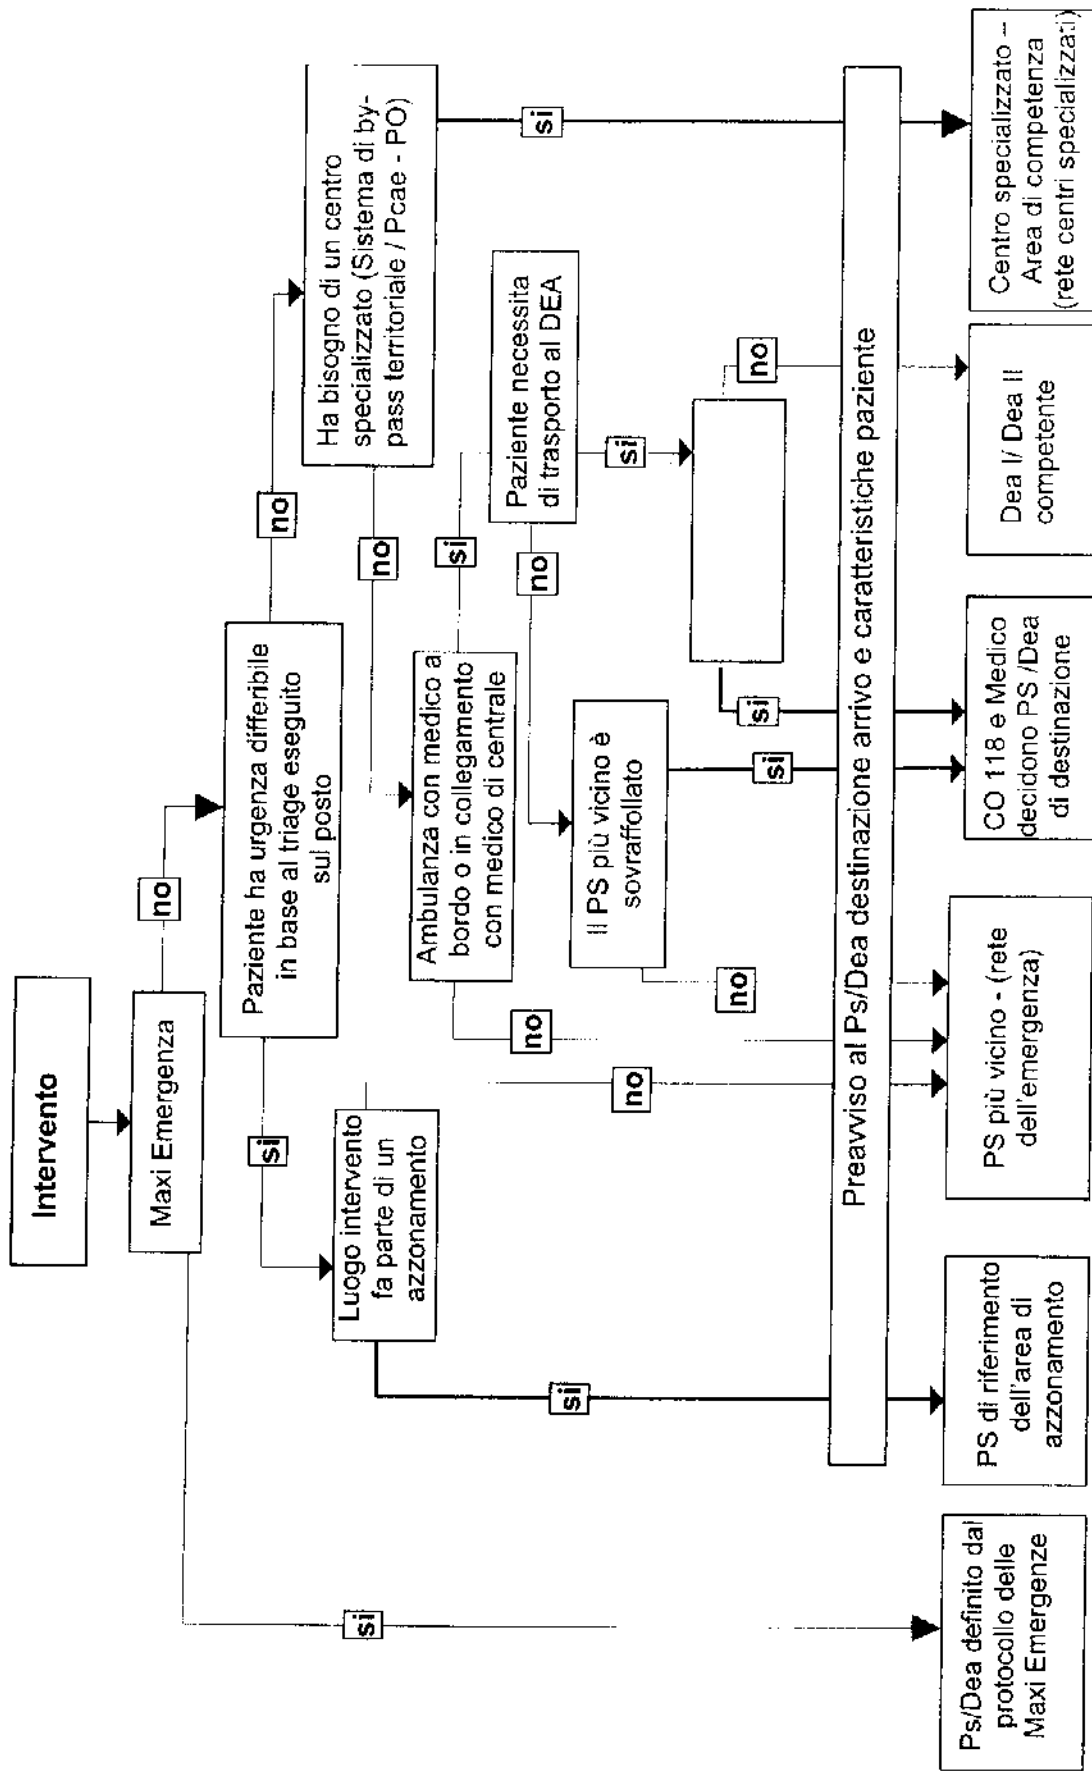 Intervento
Maxi Emergenza
no
Paziente ha urgenza differibile
in base al triage eseguito
sul posto
no
si
Ha bisogno di un centro
specializzato (Sistema di by-
pass territoriale / Pcae - PO)
Luogo intervento
fa parte di un
azzonamento
no
Ambulanza con medico a
bordo o in collegamento
con medico di centrale
si
Paziente necessita
di trasporto al DEA
si
no
no
Il PS più vicino è
sovraffollato
si
no
si
no
no
si
si
si
Preavviso al Ps/Dea destinazione arrivo e caratteristiche paziente
Ps/Dea definito dal
protocollo delle
Maxi Emergenze
PS di riferimento
dell'area di
azzonamento
PS più vicino - (rete
dell'emergenza)
CO 118 e Medico
decidono PS /Dea
di destinazione
Dea I/ Dea II
competente
Centro specializzato –
Area di competenza
(rete centri specializzati)